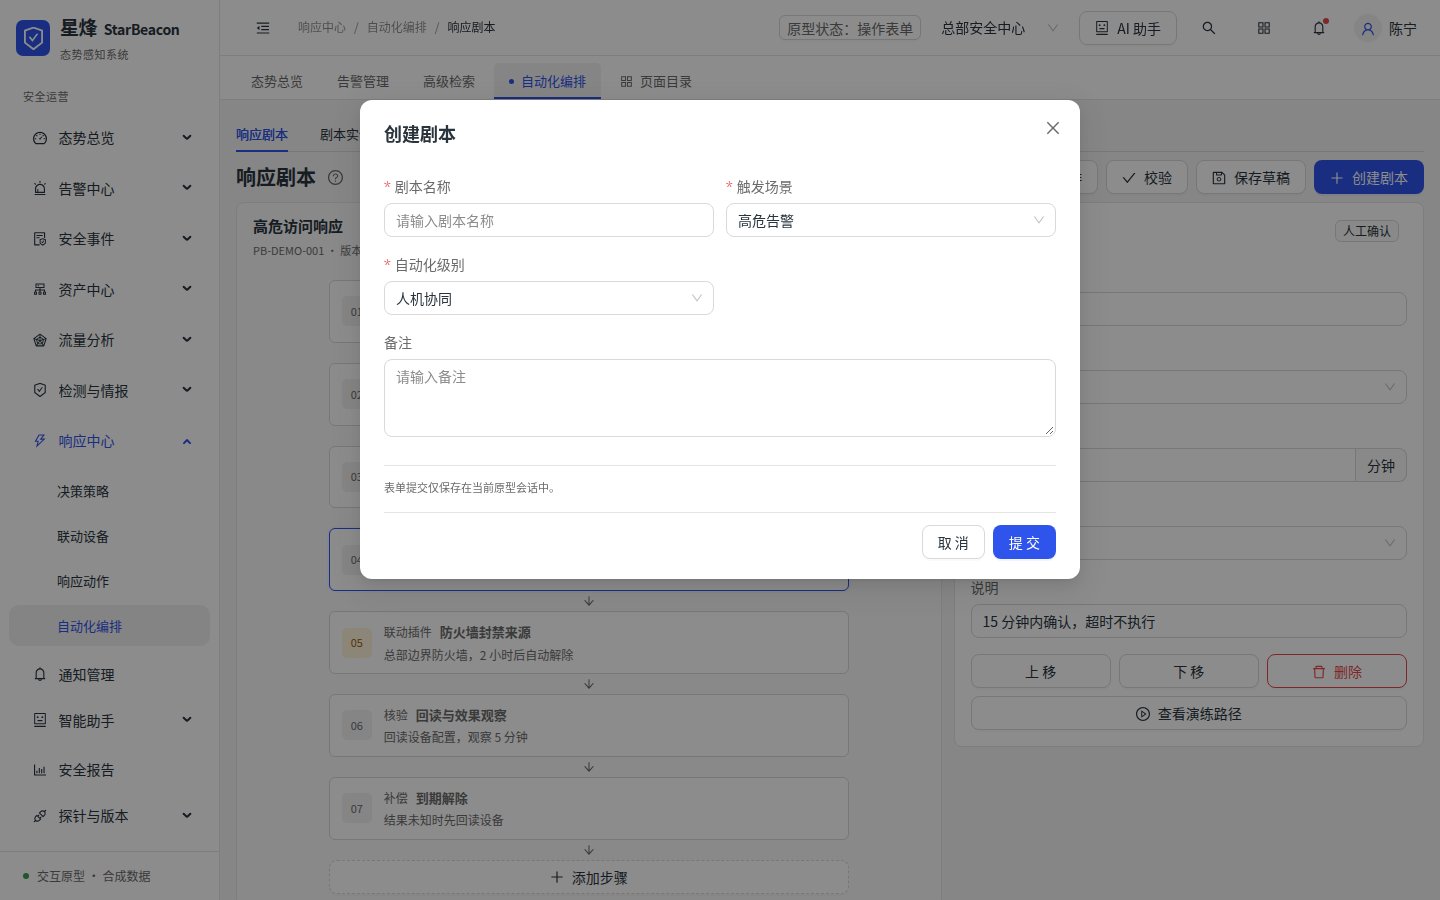 星烽 StarBeacon
态势感知系统
响应中心 / 自动化编排 / 响应剧本
原型状态：操作表单
总部安全中心
AI 助手
陈宁
安全运营
态势总览
告警中心
安全事件
资产中心
流量分析
检测与情报
响应中心
决策策略
联动设备
响应动作
自动化编排
通知管理
智能助手
安全报告
探针与版本
交互原型 · 合成数据
态势总览
告警管理
高级检索
自动化编排
页面目录
响应剧本
剧本实
响应剧本
校验
保存草稿
创建剧本
高危访问响应
PB-DEMO-001 · 版本
人工确认
创建剧本
* 剧本名称
* 触发场景
请输入剧本名称
高危告警
* 自动化级别
人机协同
备注
请输入备注
表单提交仅保存在当前原型会话中。
取 消
提 交
01
02
03
04
05
联动插件 防火墙封禁来源
总部边界防火墙，2 小时后自动解除
06
核验 回读与效果观察
回读设备配置，观察 5 分钟
07
补偿 到期解除
结果未知时先回读设备
添加步骤
分钟
说明
15 分钟内确认，超时不执行
上 移
下 移
删除
查看演练路径